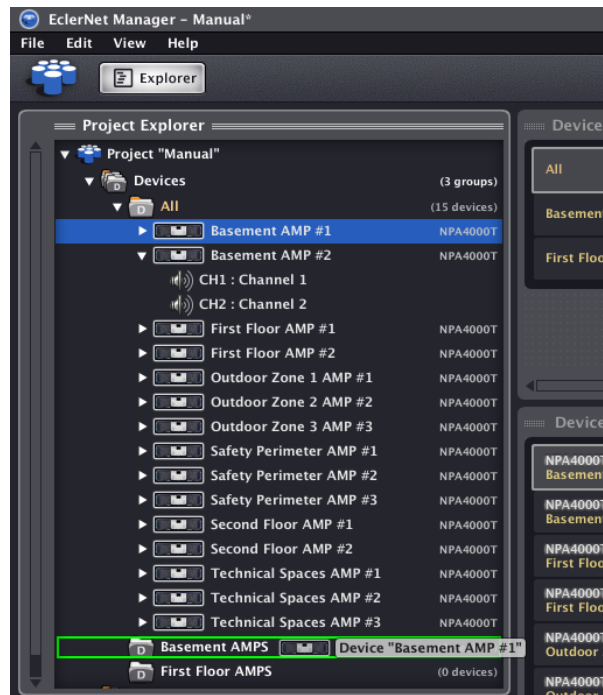 EclerNet Manager – Manual*
File Edit View Help
Explorer
Project Explorer
Project "Manual"
Devices (3 groups)
D All (15 devices)
Basement AMP #1 NPA4000T
Basement AMP #2 NPA4000T
CH1 : Channel 1
CH2 : Channel 2
First Floor AMP #1 NPA4000T
First Floor AMP #2 NPA4000T
Outdoor Zone 1 AMP #1 NPA4000T
Outdoor Zone 2 AMP #2 NPA4000T
Outdoor Zone 3 AMP #3 NPA4000T
Safety Perimeter AMP #1 NPA4000T
Safety Perimeter AMP #2 NPA4000T
Safety Perimeter AMP #3 NPA4000T
Second Floor AMP #1 NPA4000T
Second Floor AMP #2 NPA4000T
Technical Spaces AMP #1 NPA4000T
Technical Spaces AMP #2 NPA4000T
Technical Spaces AMP #3 NPA4000T
D Basement AMPS Device "Basement AMP #1"
D First Floor AMPS (0 devices)
Device
All
Basemen
First Floo
Device
NPA4000T
Basemen
NPA4000T
Basemen
NPA4000T
First Floo
NPA4000T
First Floo
NPA4000T
Outdoor
NPA4000T